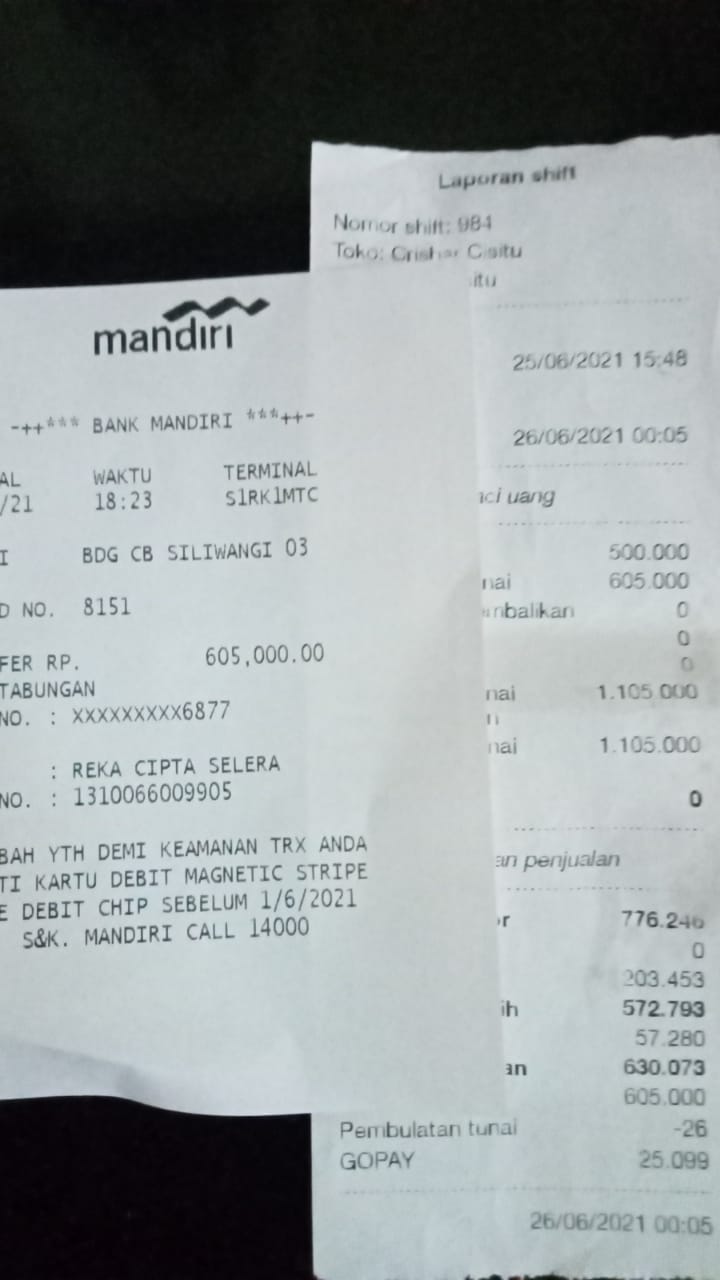 mandiri
-++*** BANK MANDIRI ***++-
AL WAKTU TERMINAL
/21 18:23 S1RK1MTC
I BDG CB SILIWANGI 03
D NO. 8151
FER RP. 605,000.00
TABUNGAN
NO. : XXXXXXXXX6877
: REKA CIPTA SELERA
NO. : 1310066009905
BAH YTH DEMI KEAMANAN TRX ANDA
TI KARTU DEBIT MAGNETIC STRIPE
E DEBIT CHIP SEBELUM 1/6/2021
S&K. MANDIRI CALL 14000
Laporan shift
Nomor shift: 984
Toko: Crishar Cisitu
itu
25/06/2021 15:48
26/06/2021 00:05
nci uang
500.000
nai 605.000
mbalikan 0
0
0
nai 1.105.000
n
nai 1.105.000
0
an penjualan
or 776.246
0
203.453
ih 572.793
57.280
an 630.073
605.000
Pembulatan tunai -26
GOPAY 25.099
26/06/2021 00:05